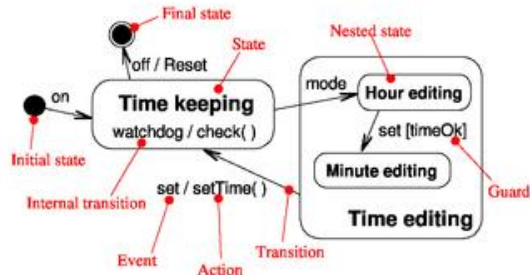 Final state
off / Reset
State
Nested state
on
Time keeping
mode
Hour editing
watchdog / check( )
set [timeOk]
Initial state
Minute editing
Internal transition
set / setTime( )
Guard
Time editing
Event
Transition
Action